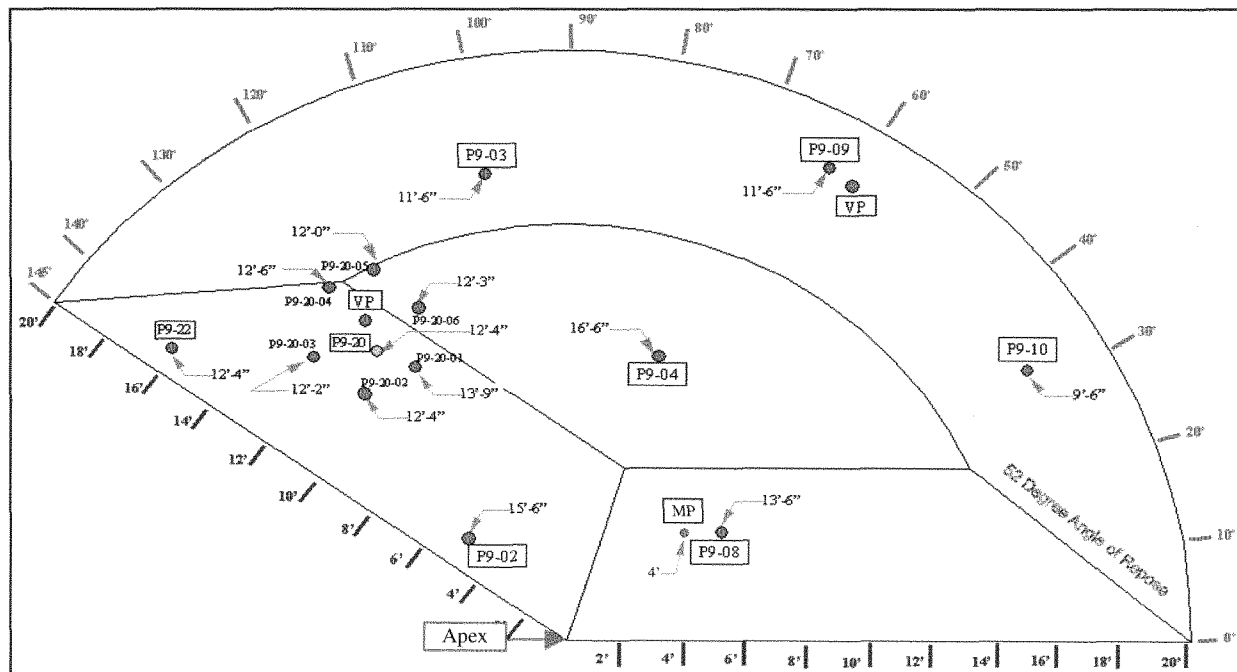 90'
100'
80'
110'
70'
120'
60'
130'
50'
140'
40'
145'
30'
20'
10'
0'
P9-03
11'-6"
P9-09
11'-6"
VP
12'-0"
P9-20-05
12'-6"
P9-20-04
VP
12'-3"
P9-20-06
P9-22
12'-4"
P9-20
12'-4"
P9-20-03
12'-2"
P9-20-01
13'-9"
P9-20-02
12'-4"
16'-6"
P9-04
P9-10
9'-6"
15'-6"
P9-02
MP
4'
13'-6"
P9-08
52 Degree Angle of Repose
20'
18'
16'
14'
12'
10'
8'
6'
4'
Apex
2'
4'
6'
8'
10'
12'
14'
16'
18'
20'